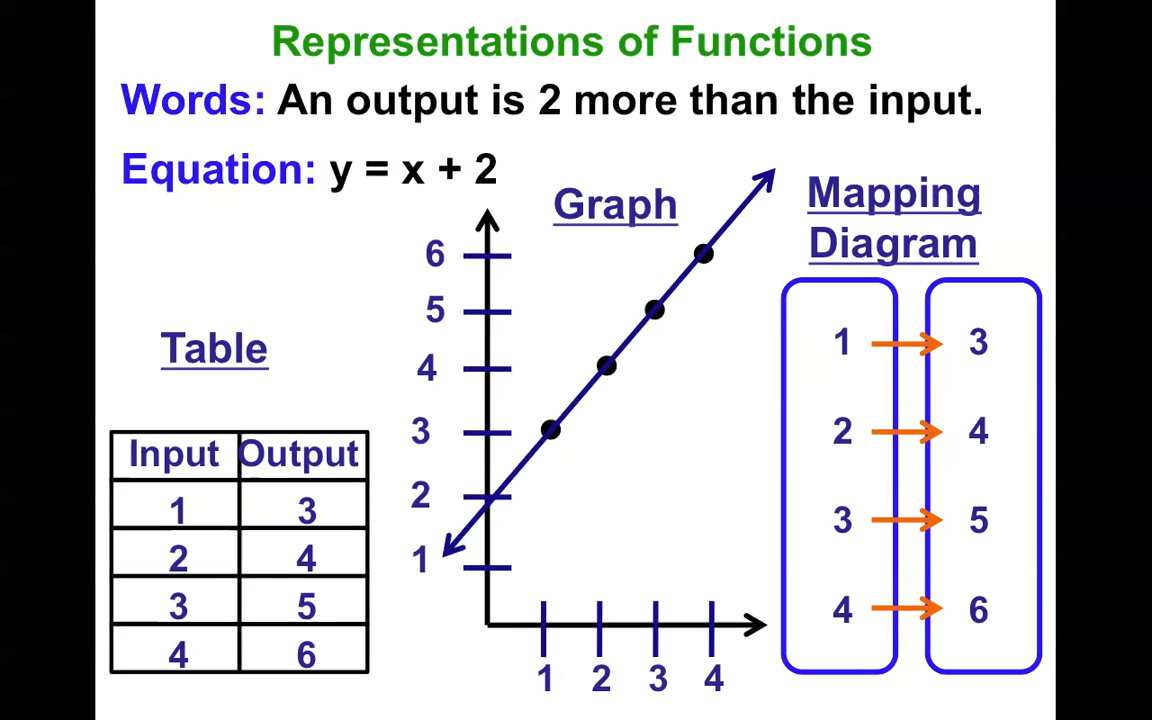 Representations of Functions
Words: An output is 2 more than the input.
Equation: y = x + 2
Graph
Mapping
Diagram
Table
Input Output
1 3
2 4
3 5
4 6
6
5
4
3
2
1
1 2 3 4
1 3
2 4
3 5
4 6